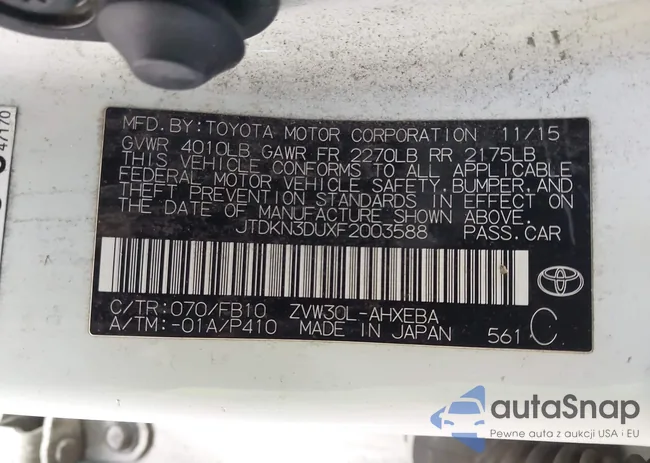 MFD.BY:TOYOTA MOTOR CORPORATION 11/15
GVWR 4010LB GAWR FR 2270LB RR 2175LB
THIS VEHICLE CONFORMS TO ALL APPLICABLE
FEDERAL MOTOR VEHICLE SAFETY,BUMPER,AND
THEFT PREVENTION STANDARDS IN EFFECT ON
THE DATE OF MANUFACTURE SHOWN ABOVE.
JTDKN3DUXF2003588 PASS.CAR
C/TR:070/FB10 ZVW30L-AHXEBA
A/TM:-01A/P410 MADE IN JAPAN 561 C
47170
autaSnap
Pewne auta z aukcji USA i EU